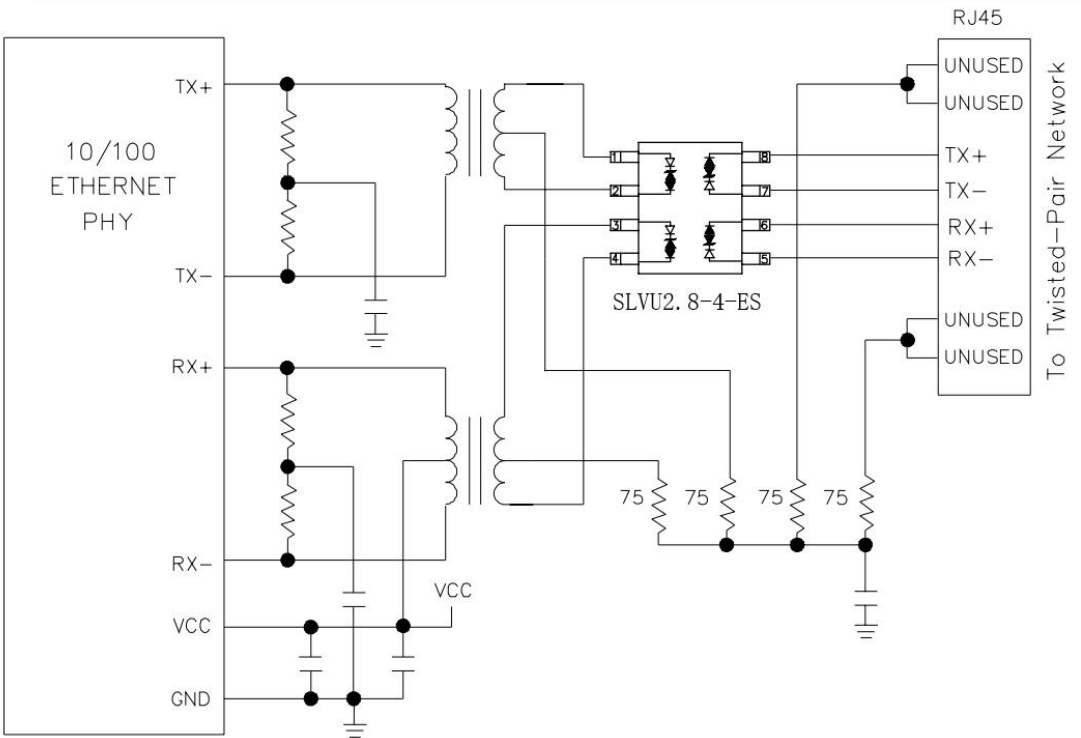 RJ45
UNUSED
UNUSED
TX+
TX-
RX+
RX-
UNUSED
UNUSED
To Twisted-Pair Network
10/100
ETHERNET
PHY
TX+
TX-
RX+
RX-
VCC
GND
VCC
1
2
3
4
8
7
6
5
SLVU2.8-4-ES
75
75
75
75